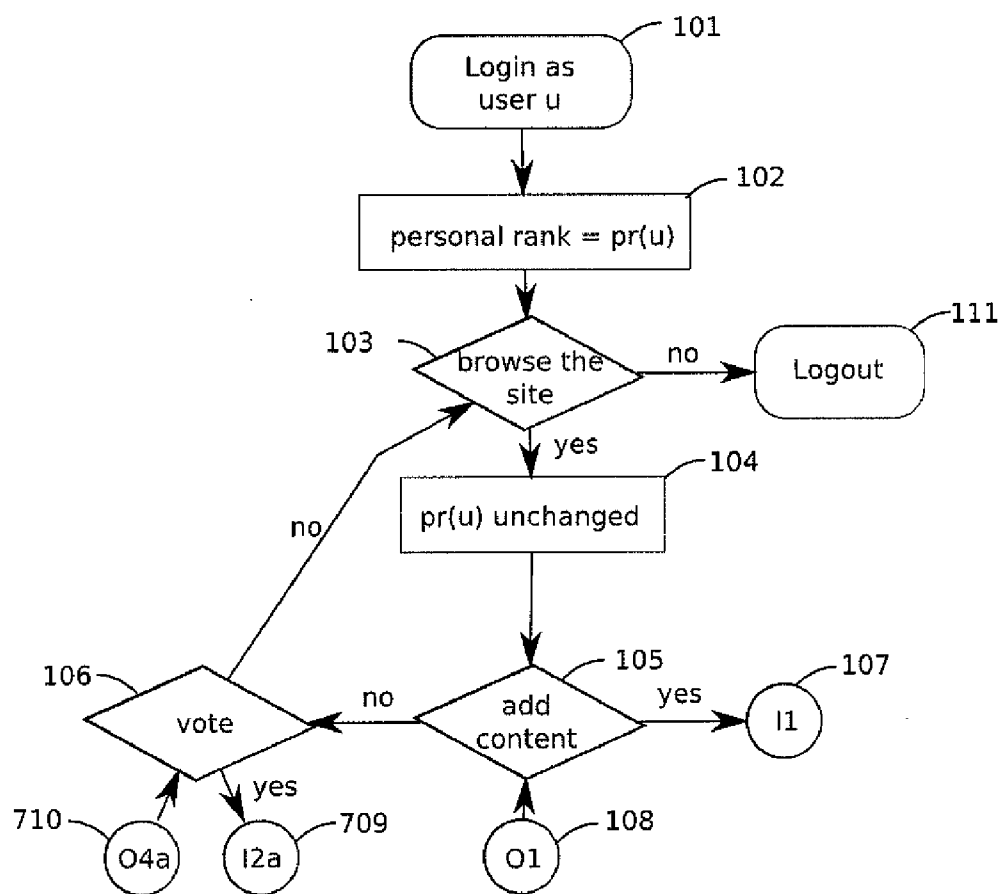 101
Login as
user u
102
personal rank = pr(u)
103
browse the
site
no
111
Logout
yes
104
pr(u) unchanged
no
106
vote
no
105
add
content
yes
107
I1
yes
710
O4a
I2a
709
O1
108